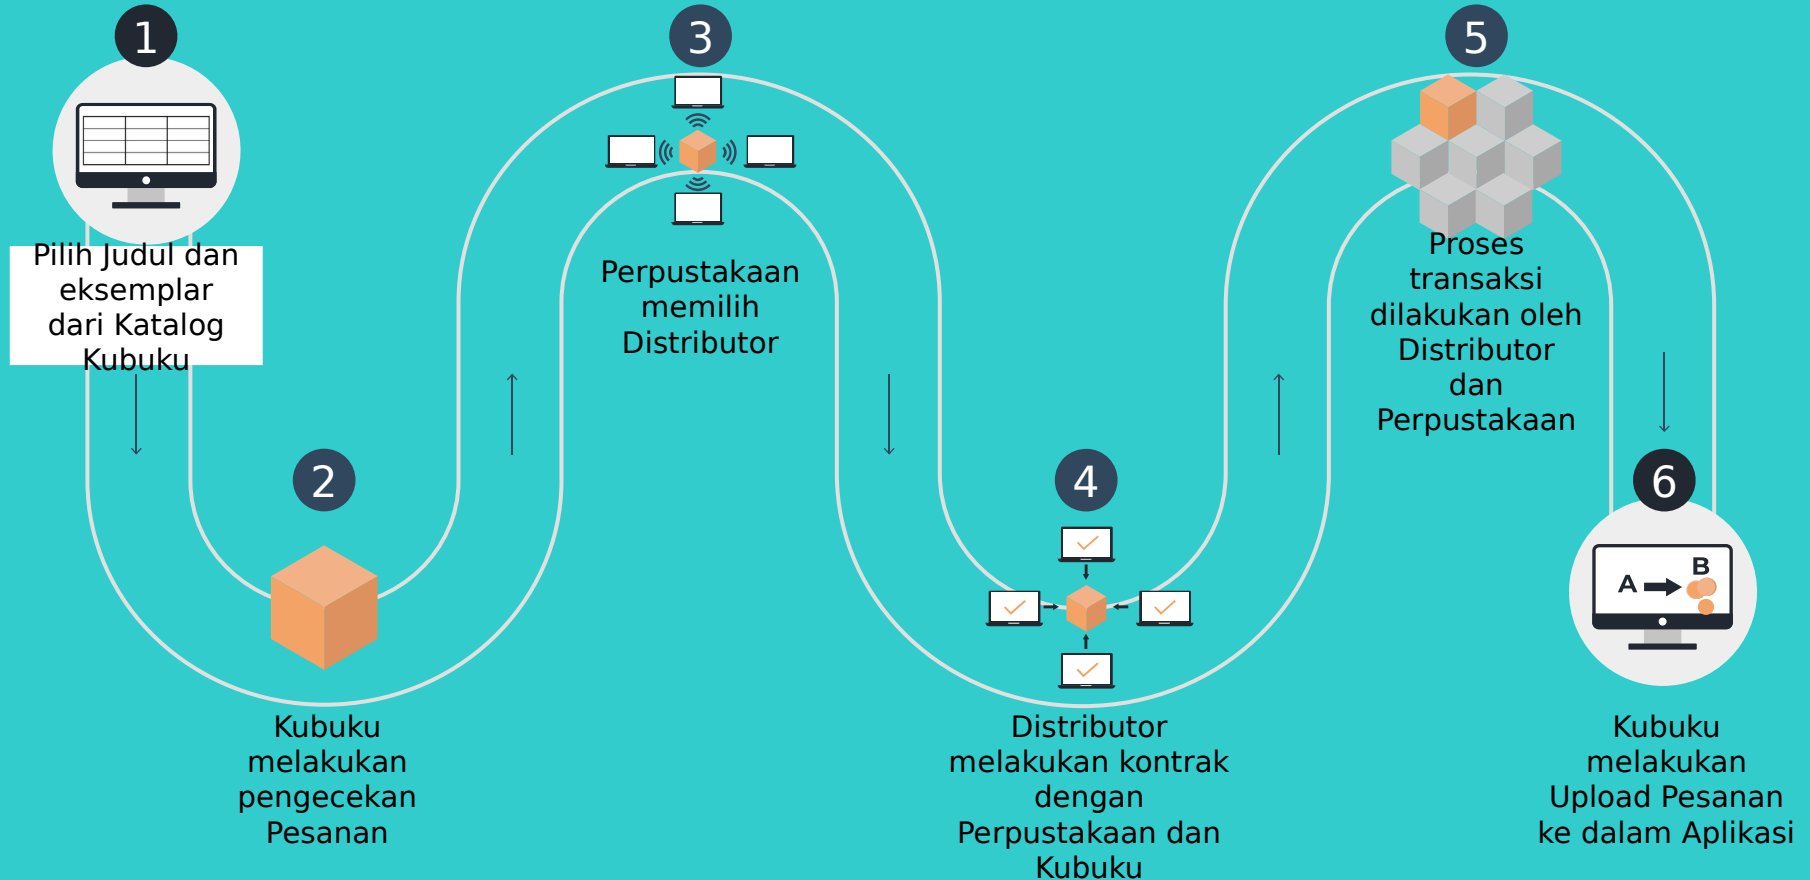 1
Pilih Judul dan
eksemplar
dari Katalog
Kubuku
2
Kubuku
melakukan
pengecekan
Pesanan
3
Perpustakaan
memilih
Distributor
4
Distributor
melakukan kontrak
dengan
Perpustakaan dan
Kubuku
5
Proses
transaksi
dilakukan oleh
Distributor
dan
Perpustakaan
6
A B
Kubuku
melakukan
Upload Pesanan
ke dalam Aplikasi